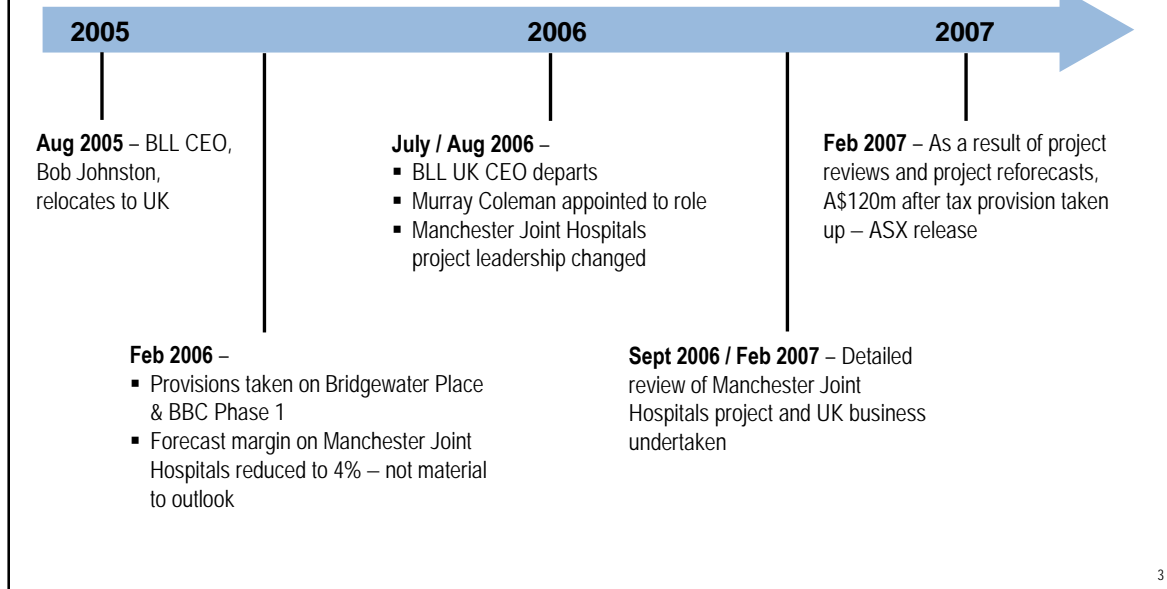 2005 2006 2007
Aug 2005 – BLL CEO,
Bob Johnston,
relocates to UK
Feb 2006 –
▪ Provisions taken on Bridgewater Place
& BBC Phase 1
▪ Forecast margin on Manchester Joint
Hospitals reduced to 4% – not material
to outlook
July / Aug 2006 –
▪ BLL UK CEO departs
▪ Murray Coleman appointed to role
▪ Manchester Joint Hospitals
project leadership changed
Sept 2006 / Feb 2007 – Detailed
review of Manchester Joint
Hospitals project and UK business
undertaken
Feb 2007 – As a result of project
reviews and project reforecasts,
A$120m after tax provision taken
up – ASX release
3